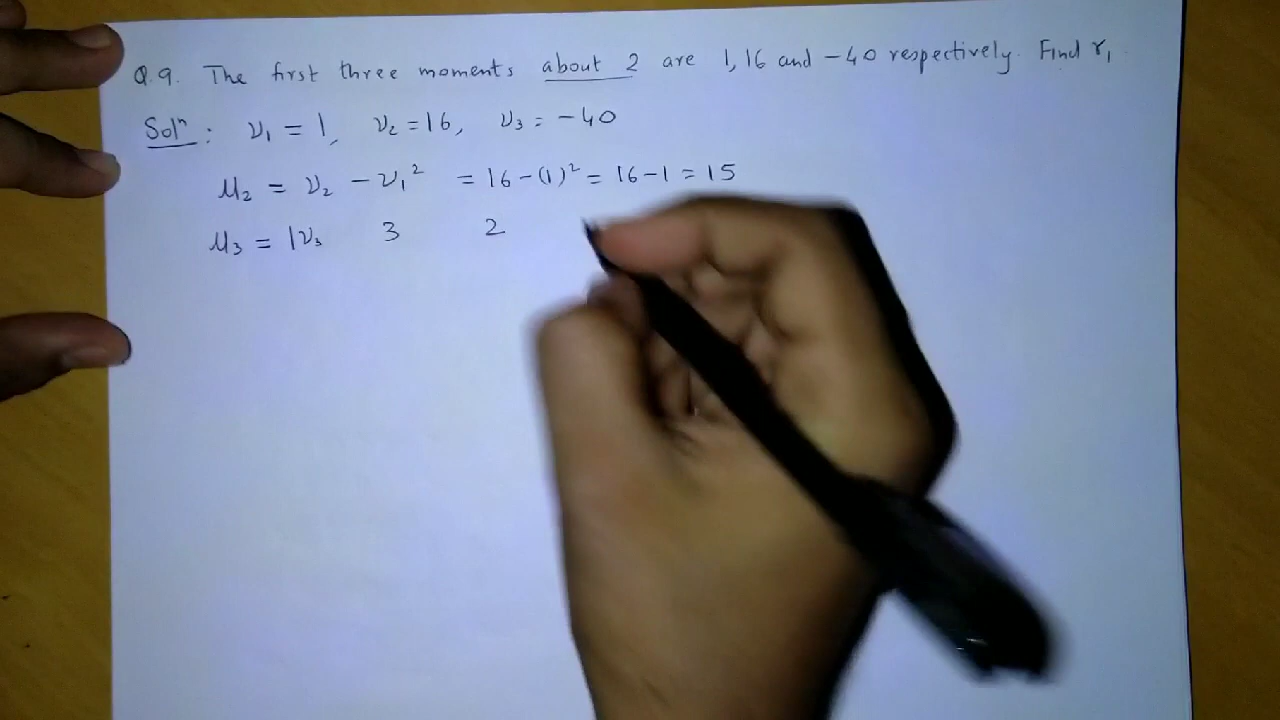 Q.9. The first three moments about 2 are 1, 16 and -40 respectively. Find γ₁
Solⁿ : ν₁ = 1, ν₂ = 16, ν₃ = -40
μ₂ = ν₂ - ν₁² = 16-(1)² = 16-1 = 15
μ₃ = 1ν₃ 3 2